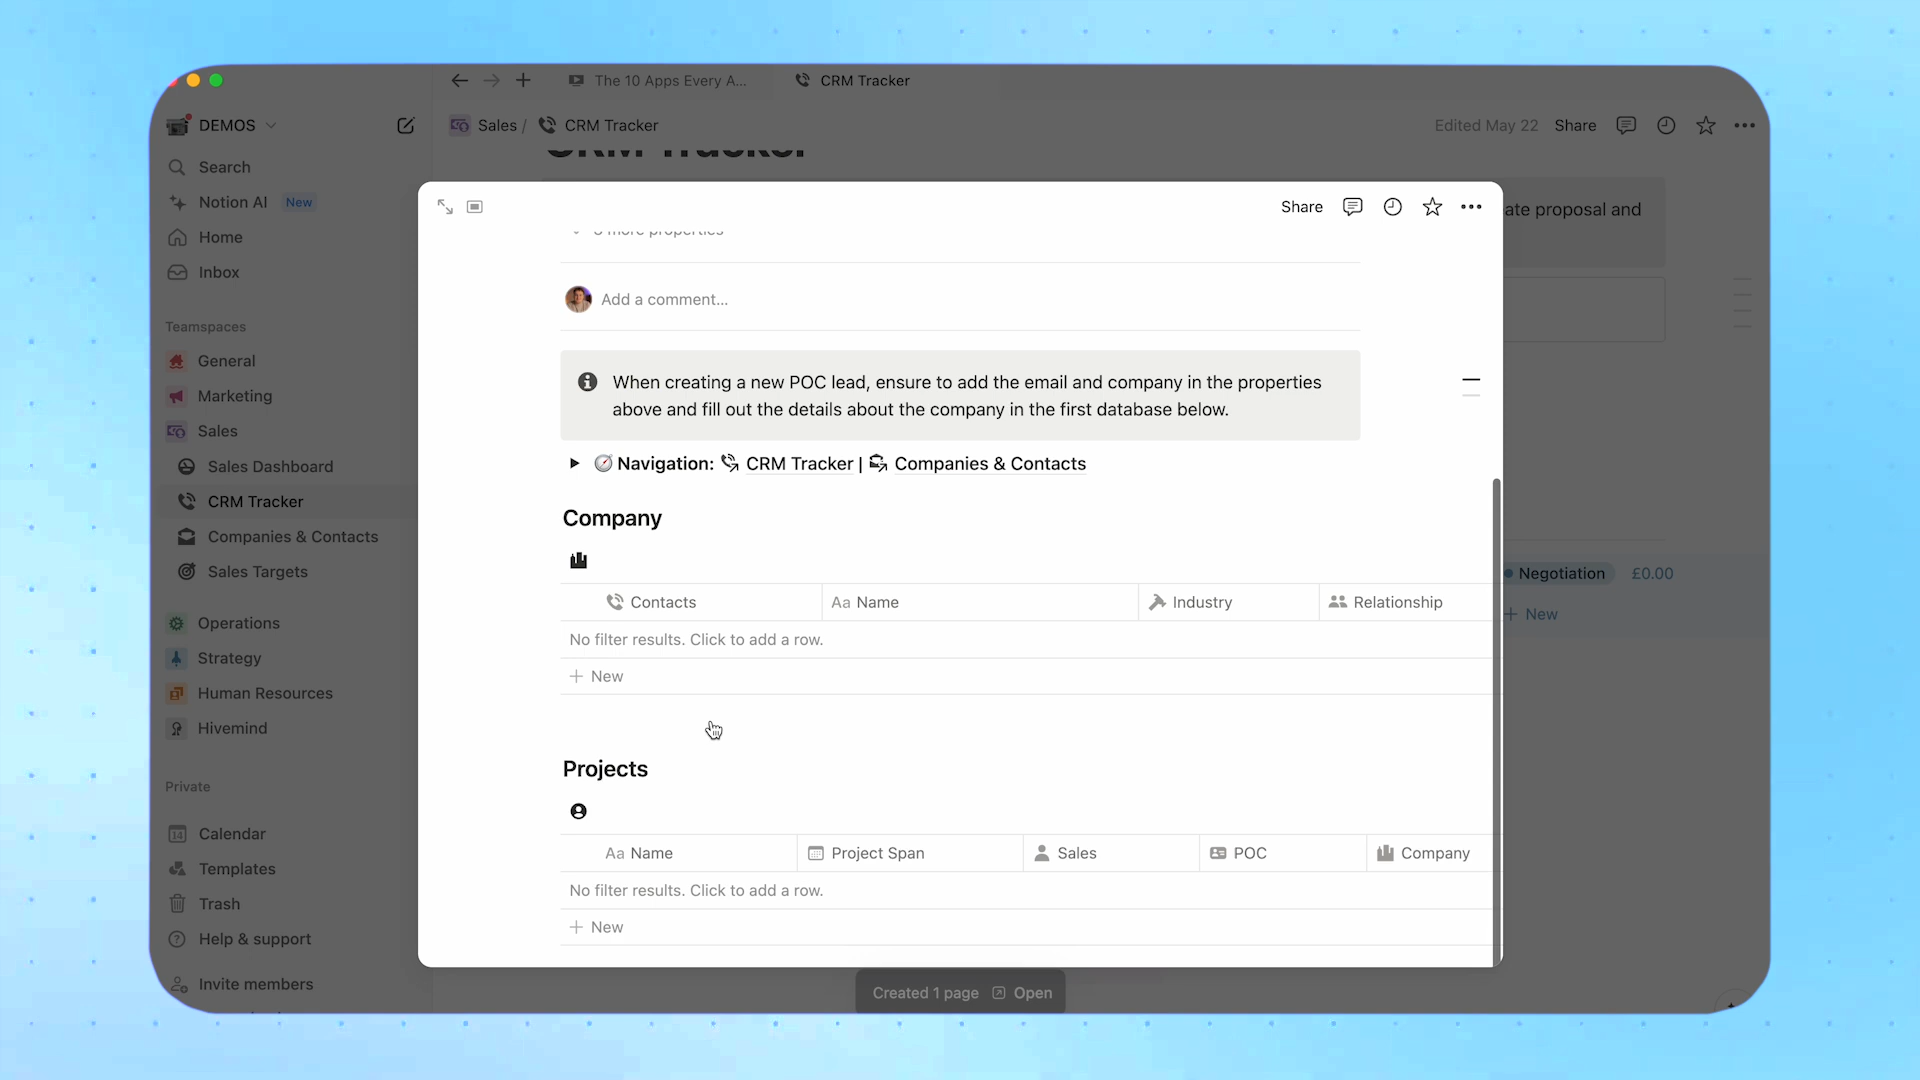 The 10 Apps Every A...
CRM Tracker
DEMOS
Sales / CRM Tracker
Edited May 22
Share
CRM Tracker
Search
Notion AI New
Home
Inbox
Teamspaces
General
Marketing
Sales
Sales Dashboard
CRM Tracker
Companies & Contacts
Sales Targets
Operations
Strategy
Human Resources
Hivemind
Private
14 Calendar
Templates
Trash
Help & support
Invite members
ate proposal and
Negotiation £0.00
New
Share
3 more properties
Add a comment...
When creating a new POC lead, ensure to add the email and company in the properties
above and fill out the details about the company in the first database below.
Navigation: CRM Tracker | Companies & Contacts
Company
Contacts Aa Name Industry Relationship
No filter results. Click to add a row.
New
Projects
Aa Name Project Span Sales POC Company
No filter results. Click to add a row.
New
Created 1 page Open